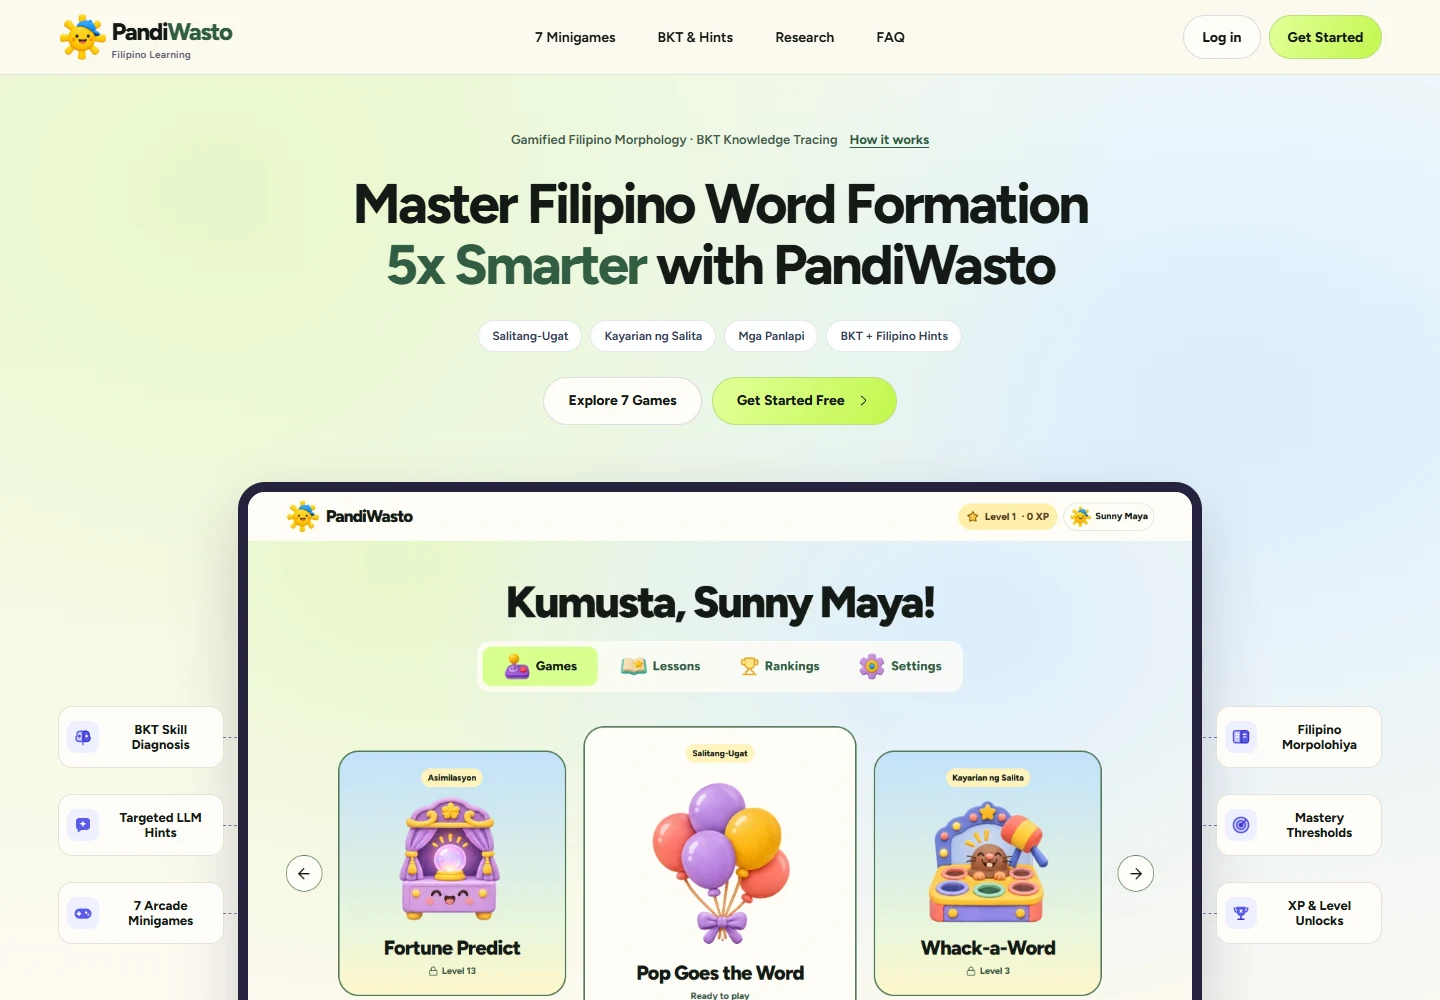 PandiWasto
Filipino Learning
7 Minigames
BKT & Hints
Research
FAQ
Log in
Get Started
Gamified Filipino Morphology · BKT Knowledge Tracing How it works
Master Filipino Word Formation
5x Smarter with PandiWasto
Salitang-Ugat
Kayarian ng Salita
Mga Panlapi
BKT + Filipino Hints
Explore 7 Games
Get Started Free
PandiWasto
Level 1 · 0 XP
Sunny Maya
Kumusta, Sunny Maya!
Games
Lessons
Rankings
Settings
BKT Skill
Diagnosis
Targeted LLM
Hints
7 Arcade
Minigames
Asimilasyon
Fortune Predict
Level 13
Salitang-Ugat
Pop Goes the Word
Ready to play
Kayarian ng Salita
Whack-a-Word
Level 3
Filipino
Morpolohiya
Mastery
Thresholds
XP & Level
Unlocks